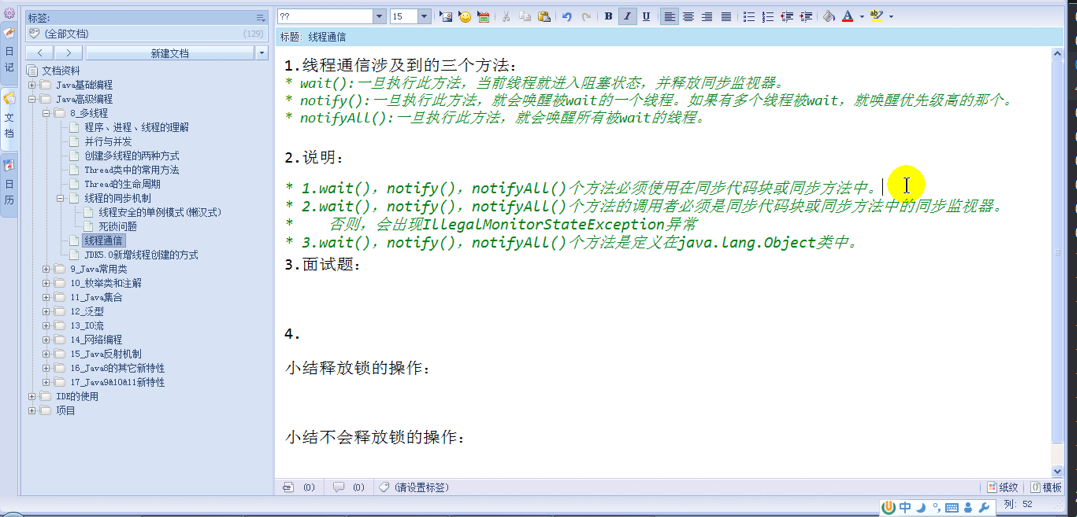 标签:
(全部文档) (129)
新建文档
文档资料
Java基础编程
Java高级编程
8_多线程
程序、进程、线程的理解
并行与并发
创建多线程的两种方式
Thread类中的常用方法
Thread的生命周期
线程的同步机制
线程安全的单例模式(懒汉式)
死锁问题
线程通信
JDK5.0新增线程创建的方式
9_Java常用类
10_枚举类和注解
11_Java集合
12_泛型
13_IO流
14_网络编程
15_Java反射机制
16_Java8的其它新特性
17_Java9&10&11新特性
IDE的使用
项目
日记
文档
日历
?? 15 B I U A
标题: 线程通信
1.线程通信涉及到的三个方法:
* wait():一旦执行此方法，当前线程就进入阻塞状态，并释放同步监视器。
* notify():一旦执行此方法，就会唤醒被wait的一个线程。如果有多个线程被wait，就唤醒优先级高的那个。
* notifyAll():一旦执行此方法，就会唤醒所有被wait的线程。
2.说明:
* 1.wait()，notify()，notifyALL()个方法必须使用在同步代码块或同步方法中。
* 2.wait()，notify()，notifyALL()个方法的调用者必须是同步代码块或同步方法中的同步监视器。
* 否则，会出现IllegalMonitorStateException异常
* 3.wait()，notify()，notifyALL()个方法是定义在java.lang.Object类中。
3.面试题:
4.
小结释放锁的操作:
小结不会释放锁的操作:
(0) (0) (请设置标签) 纸纹 模板
中 列: 52